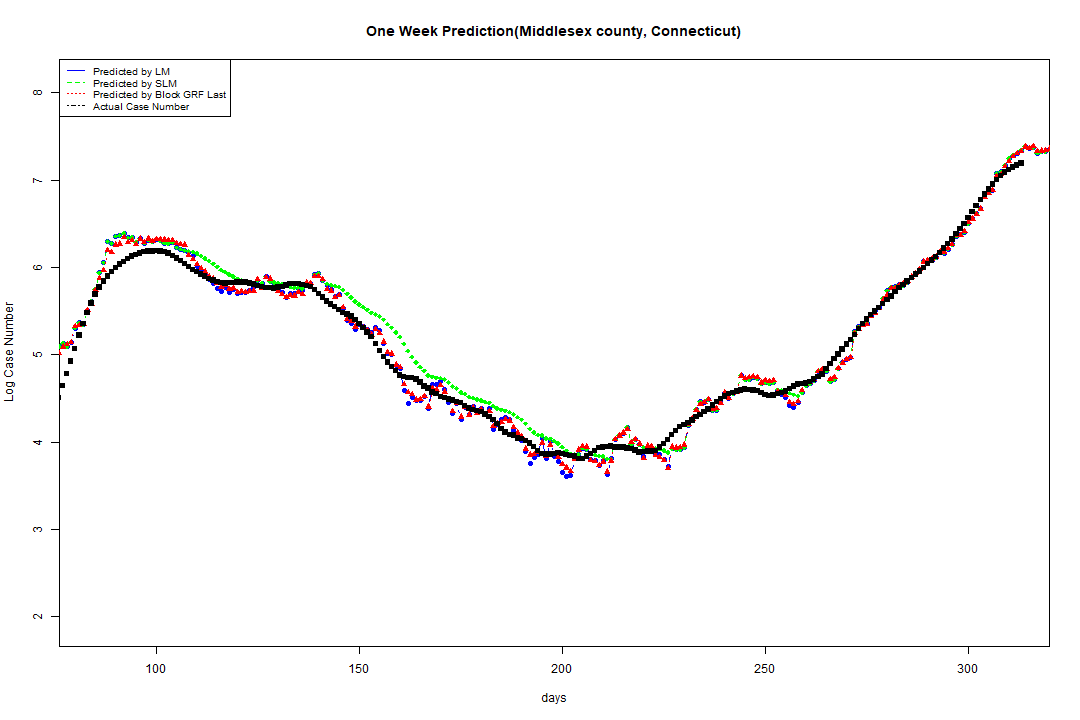 One Week Prediction(Middlesex county, Connecticut)
Predicted by LM
Predicted by SLM
Predicted by Block GRF Last
Actual Case Number
8
7
6
5
4
3
2
Log Case Number
100 150 200 250 300
days